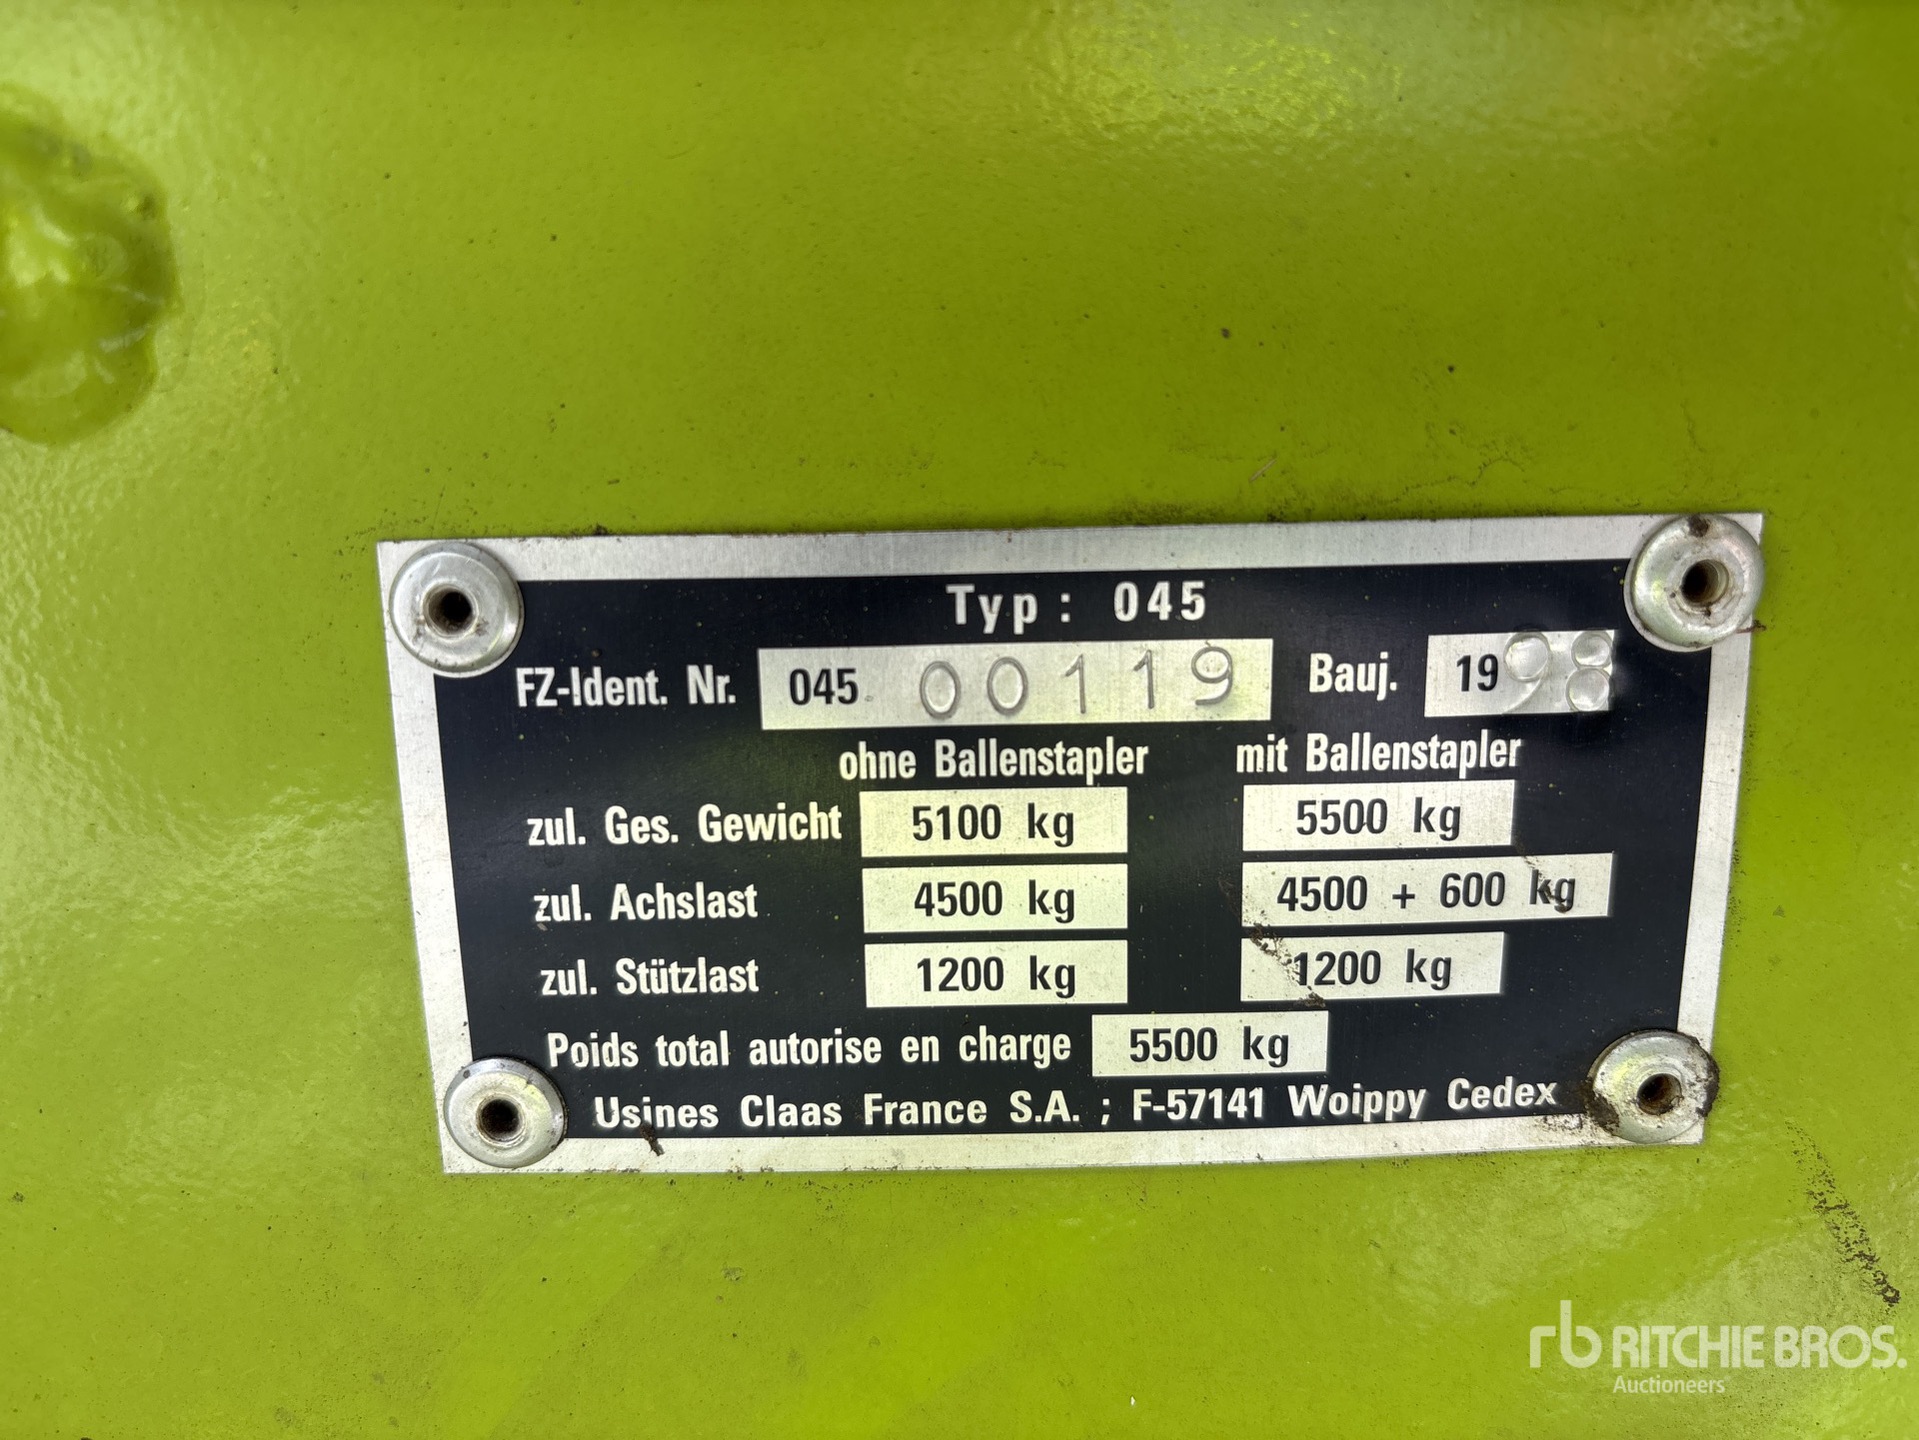 Typ: 045
FZ-Ident. Nr. 045 00119 Bauj. 1998
ohne Ballenstapler mit Ballenstapler
zul. Ges. Gewicht 5100 kg 5500 kg
zul. Achslast 4500 kg 4500 + 600 kg
zul. Stützlast 1200 kg 1200 kg
Poids total autorise en charge 5500 kg
Usines Claas France S.A. ; F-57141 Woippy Cedex
rb RITCHIE BROS.
Auctioneers